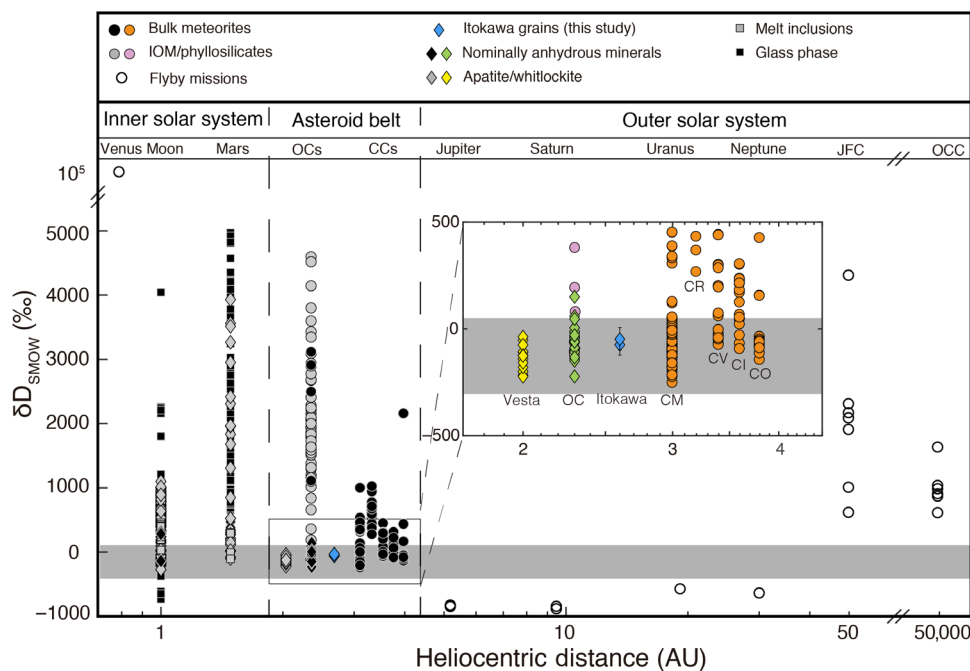 Bulk meteorites
IOM/phyllosilicates
Flyby missions
Itokawa grains (this study)
Nominally anhydrous minerals
Apatite/whitlockite
Melt inclusions
Glass phase
Inner solar system Asteroid belt Outer solar system
Venus Moon Mars OCs CCs Jupiter Saturn Uranus Neptune JFC OCC
10⁵
5000
4000
3000
2000
1000
0
−1000
δD_SMOW (‰)
500
0
−500
CR
CV
CI
CO
Vesta OC Itokawa CM
2 3 4
1 10 50 50,000
Heliocentric distance (AU)